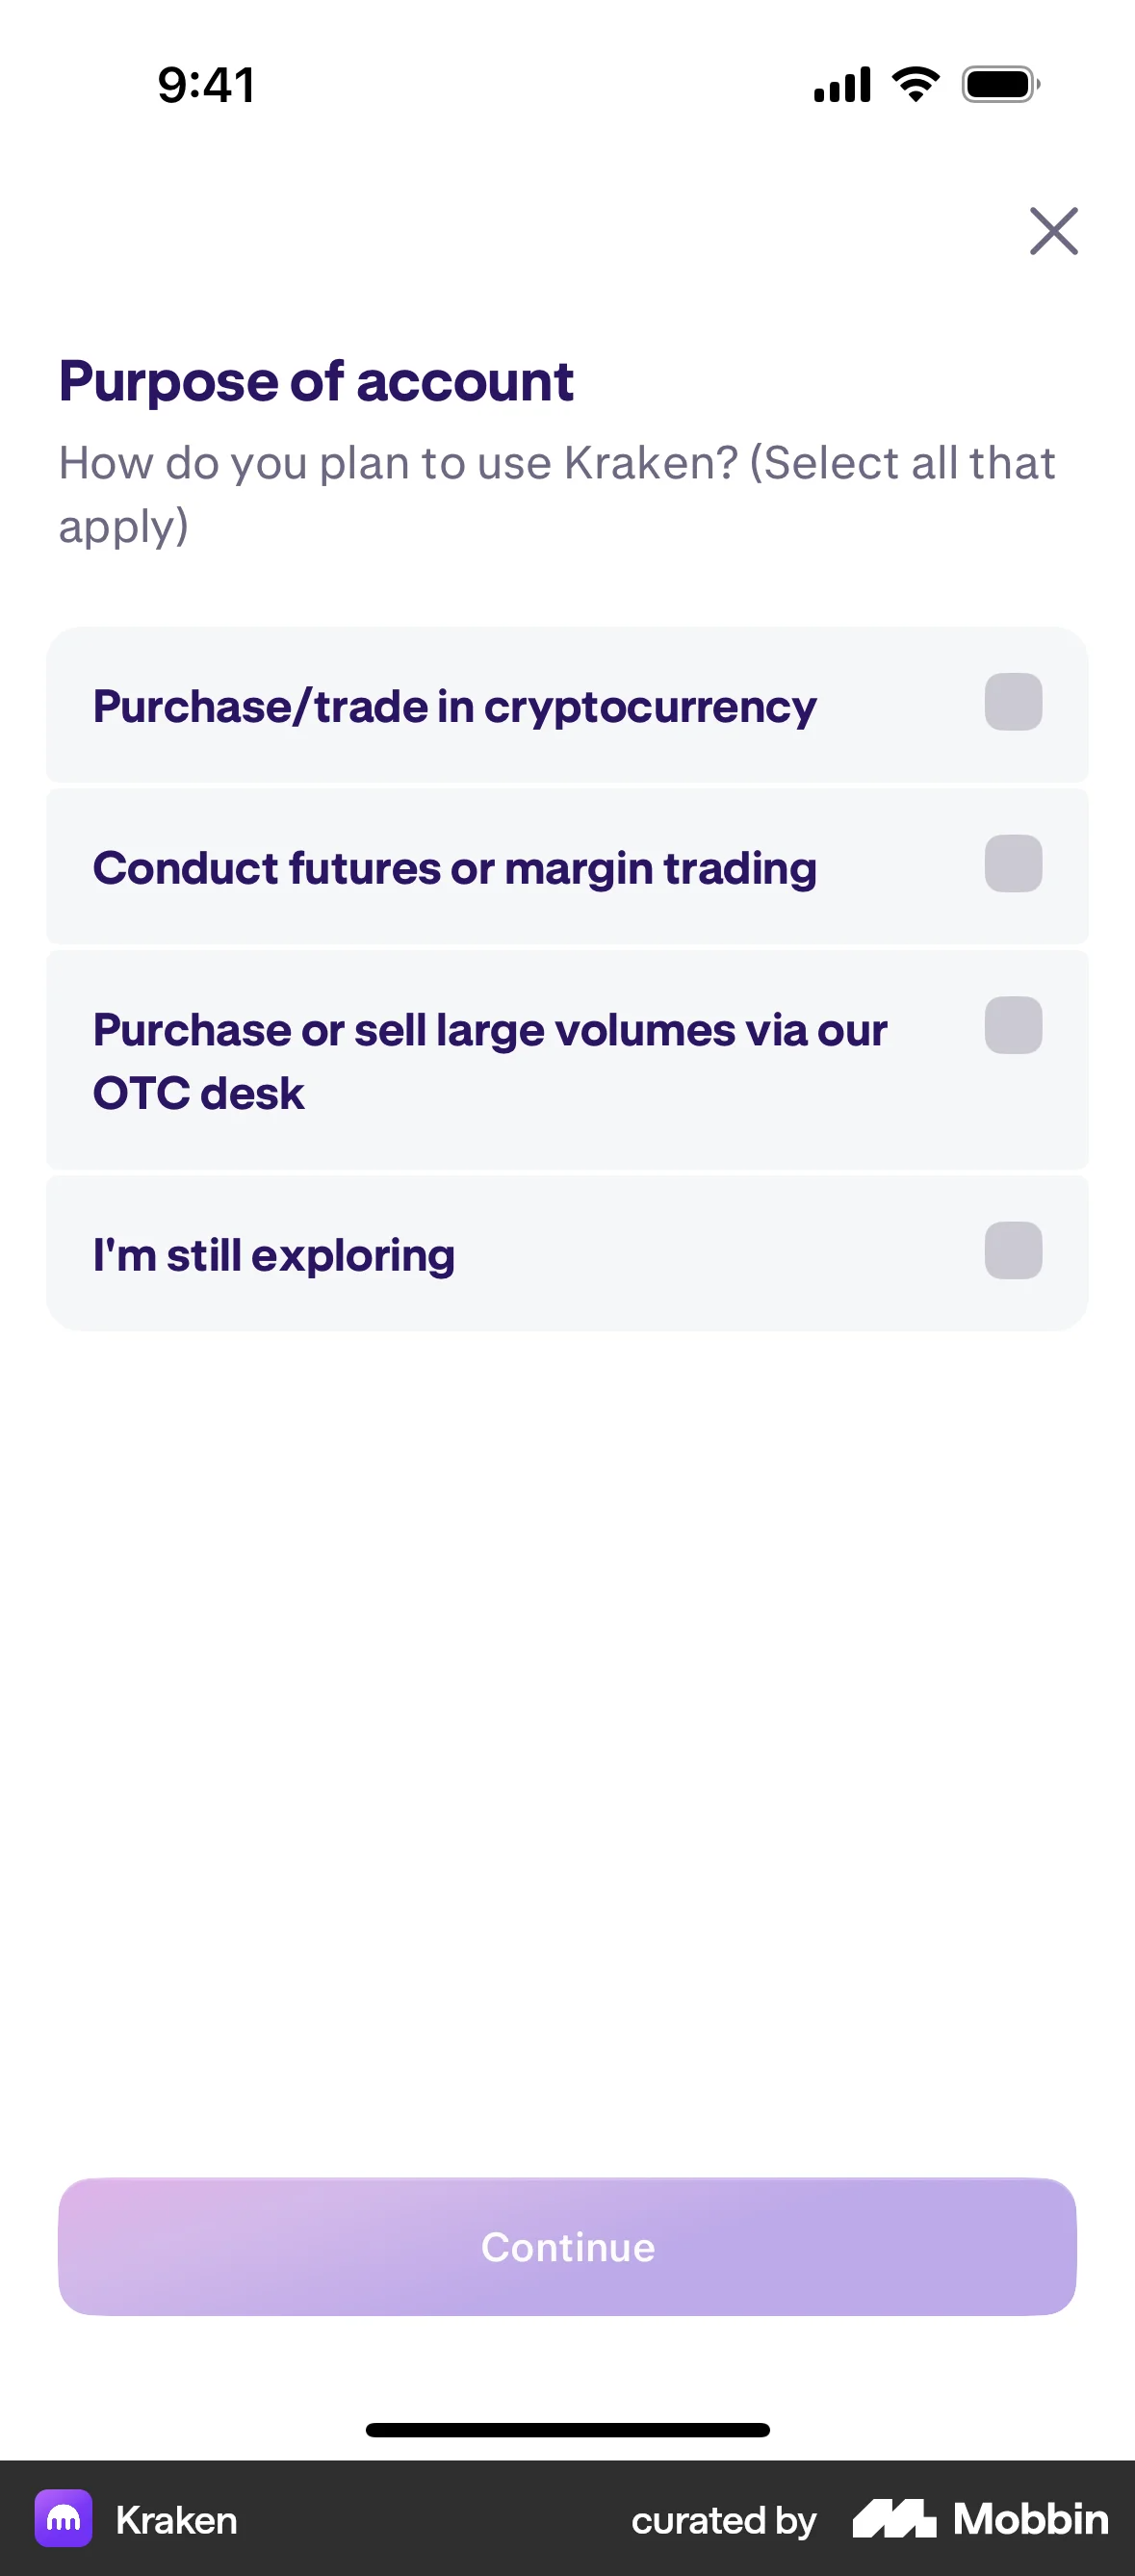 9:41
Purpose of account
How do you plan to use Kraken? (Select all that
apply)
Purchase/trade in cryptocurrency
Conduct futures or margin trading
Purchase or sell large volumes via our
OTC desk
I'm still exploring
Continue
Kraken
curated by Mobbin